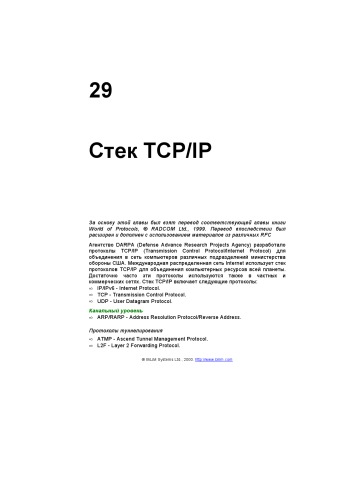 29
Стек TCP/IP
За основу этой главы был взят перевод соответствующей главы книги
World of Protocols, © RADCOM Ltd., 1999. Перевод впоследствии был
расширен и дополнен с использованием материалов из различных RFC
Агентство DARPA (Defense Advance Research Projects Agency) разработало
протоколы TCP/IP (Transmission Control Protocol/Internet Protocol) для
объединения в сеть компьютеров различных подразделений министерства
обороны США. Международная распределенная сеть Internet использует стек
протоколов TCP/IP для объединения компьютерных ресурсов всей планеты.
Достаточно часто эти протоколы используются также в частных и
коммерческих сетях. Стек TCP/IP включает следующие протоколы:
⇨ IP/IPv6 - Internet Protocol.
⇨ TCP - Transmission Control Protocol.
⇨ UDP - User Datagram Protocol.
Канальный уровень
⇨ ARP/RARP - Address Resolution Protocol/Reverse Address.
Протоколы туннелирования
⇨ ATMP - Ascend Tunnel Management Protocol.
⇨ L2F - Layer 2 Forwarding Protocol.
© BiLiM Systems Ltd., 2000. http://www.bilim.com